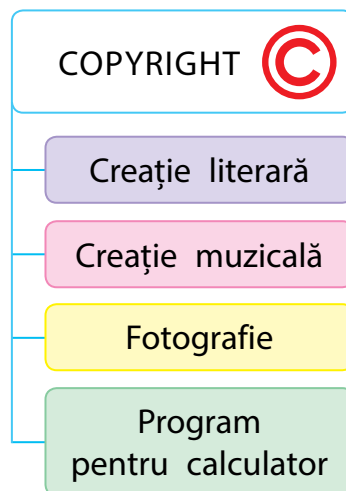 COPYRIGHT ©
Creație literară
Creație muzicală
Fotografie
Program
pentru calculator